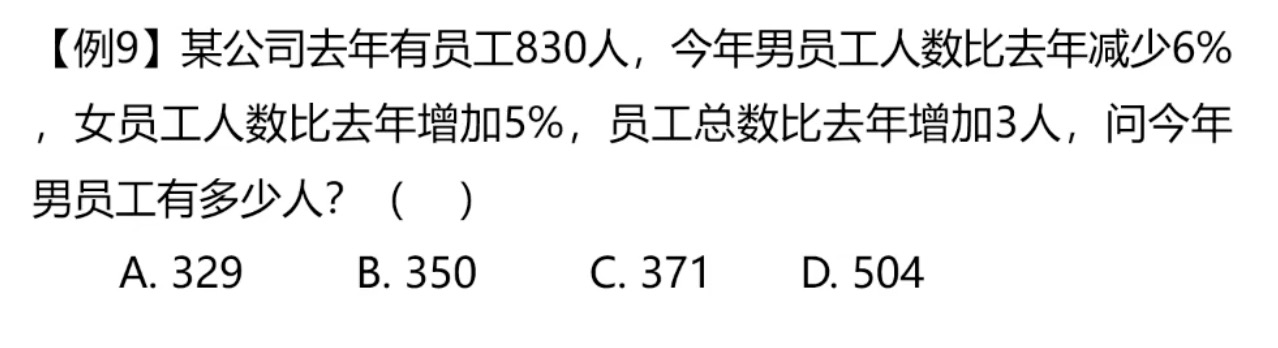 【例9】某公司去年有员工830人，今年男员工人数比去年减少6%
，女员工人数比去年增加5%，员工总数比去年增加3人，问今年
男员工有多少人？（ ）
A. 329 B. 350 C. 371 D. 504